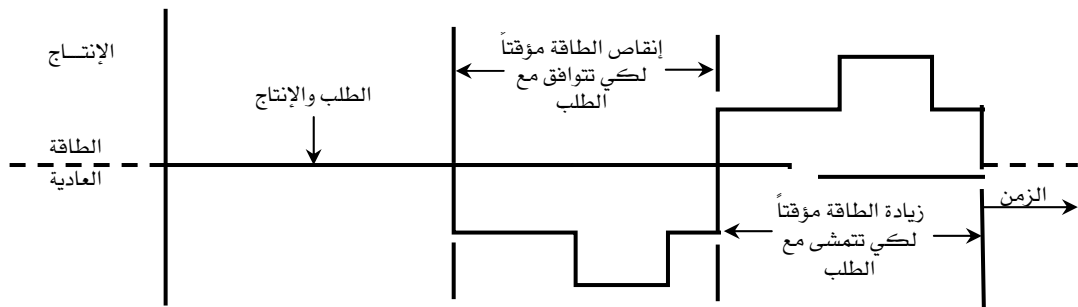 الإنتـــاج
إنقاص الطاقة مؤقتاً
لكي تتوافق مع
الطلب
الطلب والإنتاج
الطاقة
العادية
الزمن
زيادة الطاقة مؤقتاً
لكي تتمشى مع
الطلب